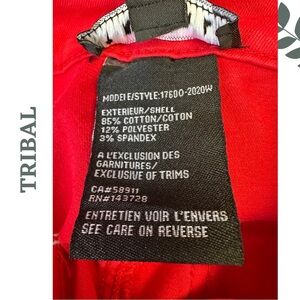 TRIBAL
MODELE/STYLE:17600-2020W
EXTERIEUR/SHELL
85% COTTON/COTON
12% POLYESTER
3% SPANDEX
A L'EXCLUSION DES
GARNITURES/
EXCLUSIVE OF TRIMS
CA#58911
RN#143728
ENTRETIEN VOIR L'ENVERS
SEE CARE ON REVERSE